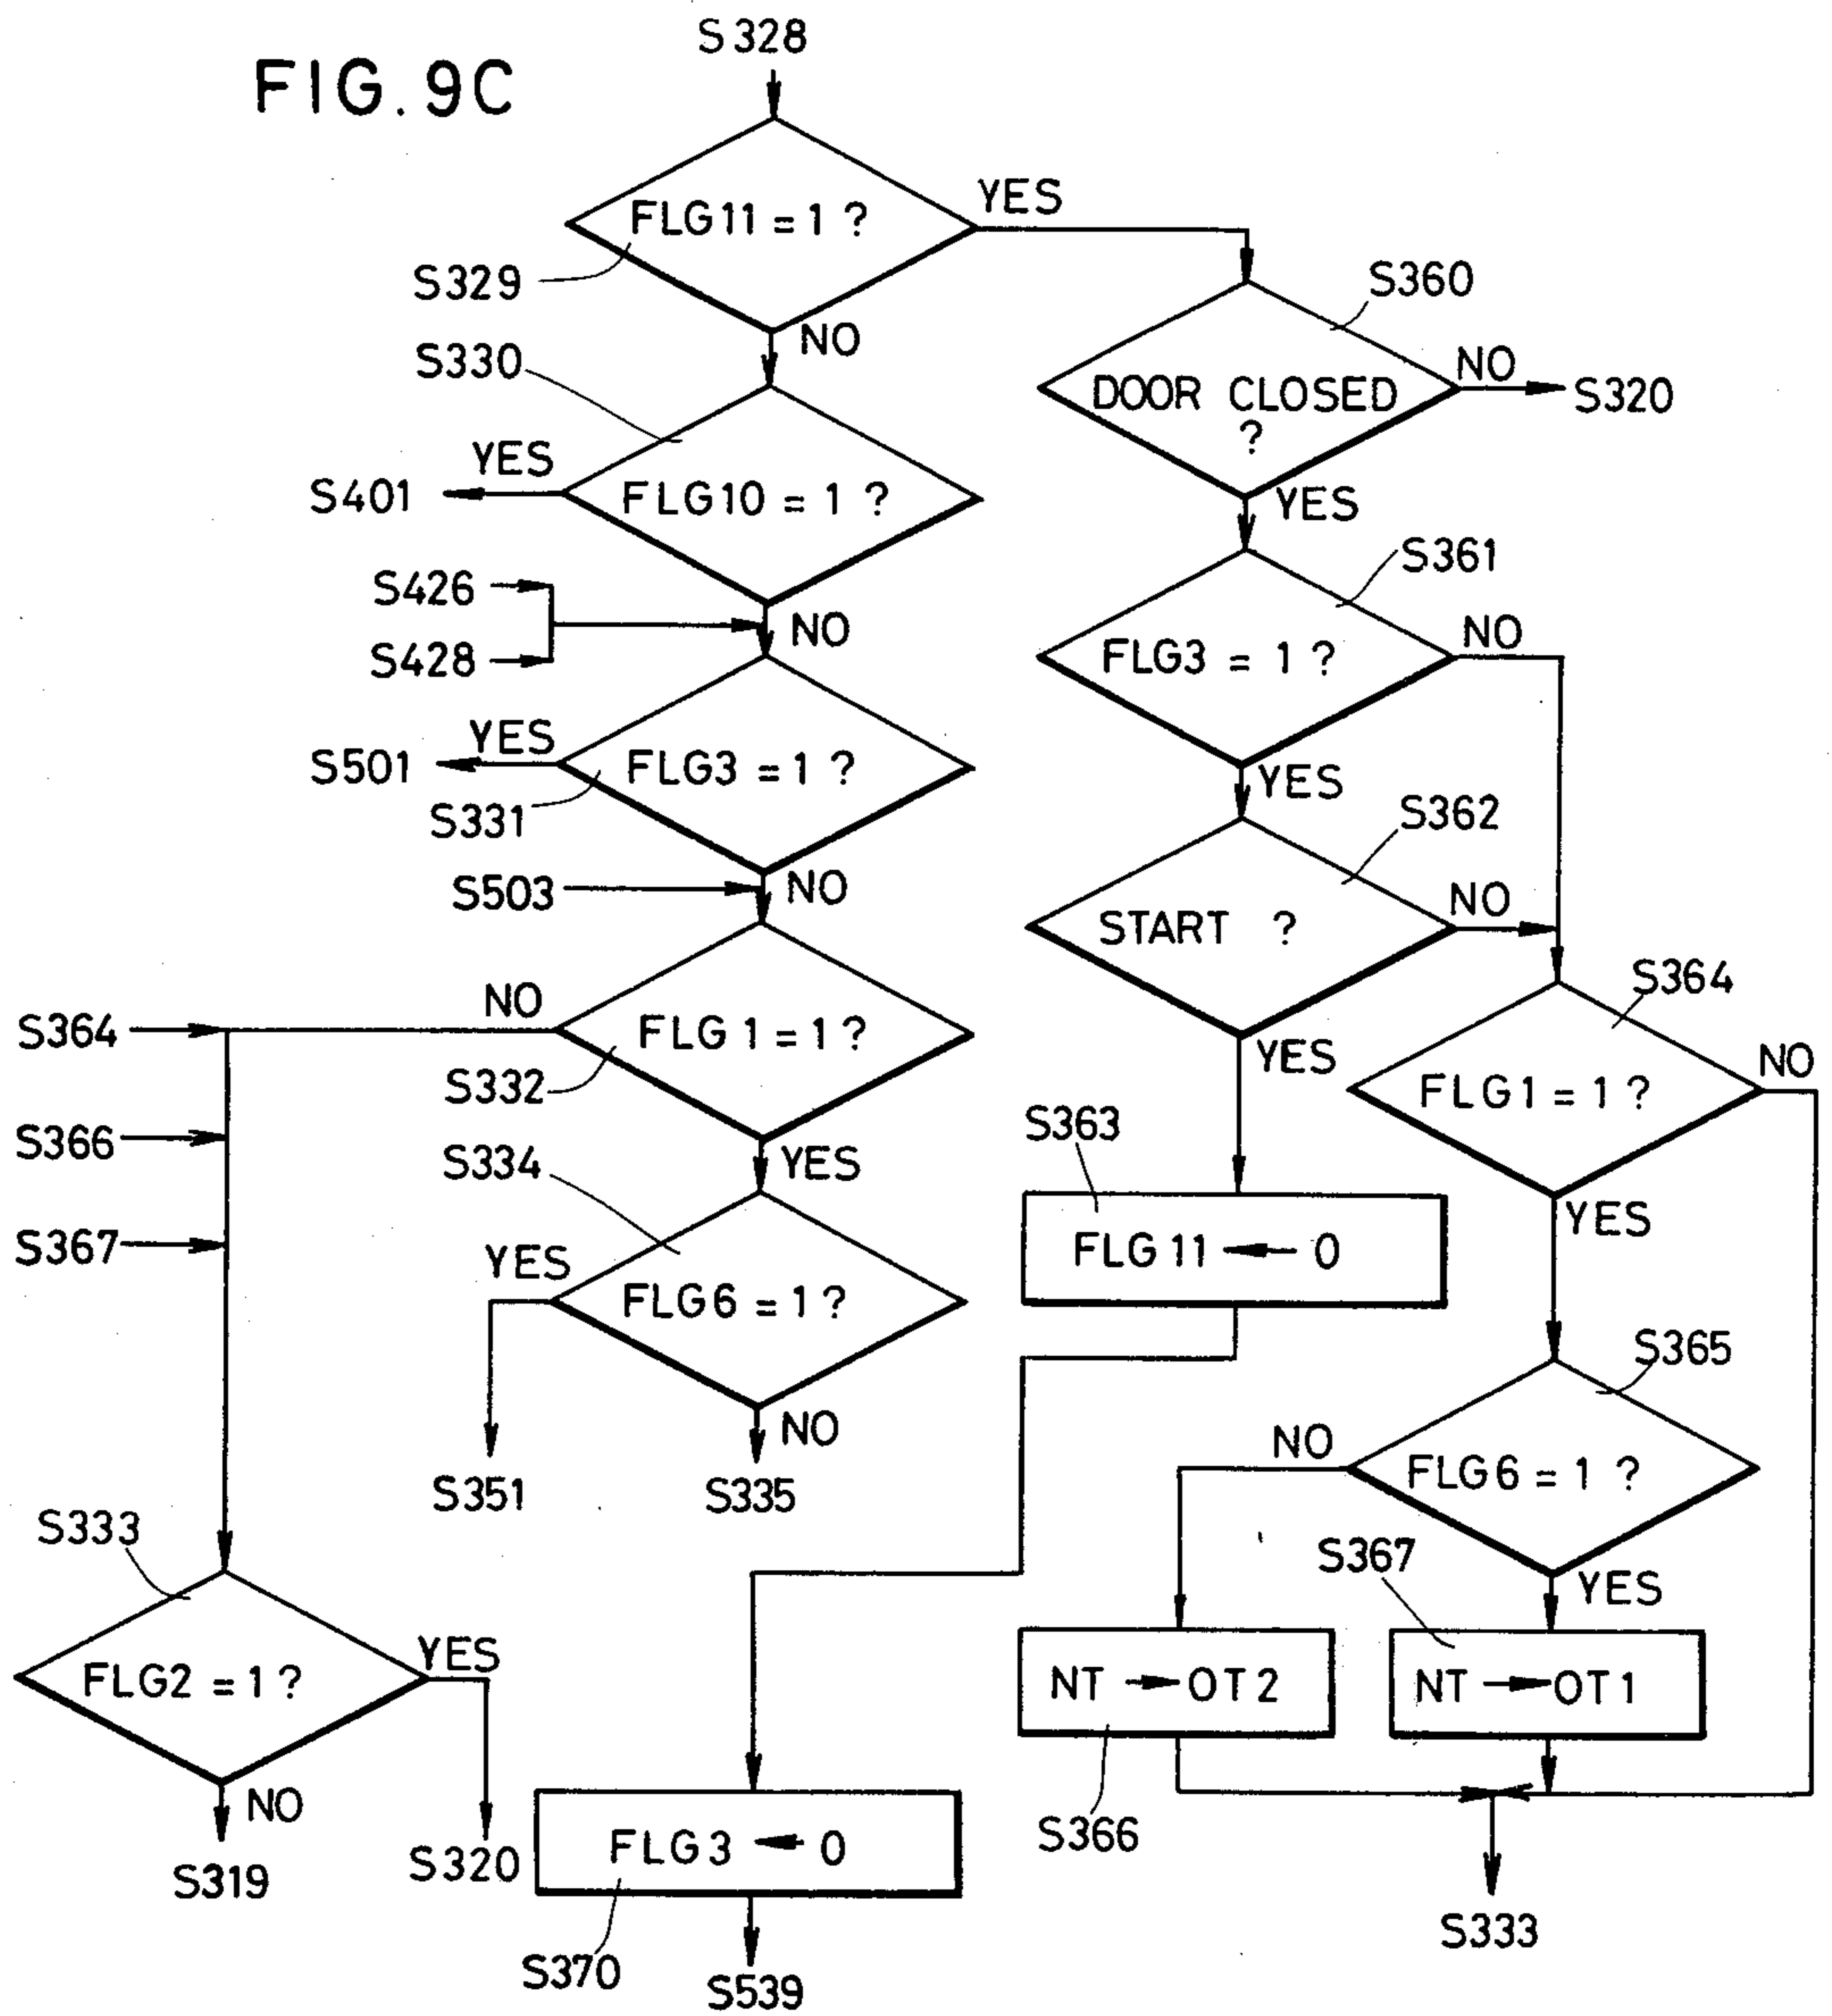 FIG. 9C
S328
FLG11 = 1 ?
YES
S329
NO
S360
DOOR CLOSED
?
NO
S320
YES
S330
YES
FLG10 = 1 ?
S401
NO
S426
S428
S361
FLG3 = 1 ?
NO
YES
YES
FLG3 = 1 ?
S501
S331
S503
NO
S362
START ?
NO
YES
S364
FLG1 = 1 ?
NO
YES
NO
S364
FLG1 = 1 ?
S332
S366
YES
S334
S367
YES
FLG6 = 1 ?
S351
NO
S335
S363
FLG11 ← 0
S365
NO
FLG6 = 1 ?
S367
YES
S333
FLG2 = 1 ?
YES
NO
S319
S320
NT → OT2
NT → OT1
S366
S333
FLG3 ← 0
S370
S539